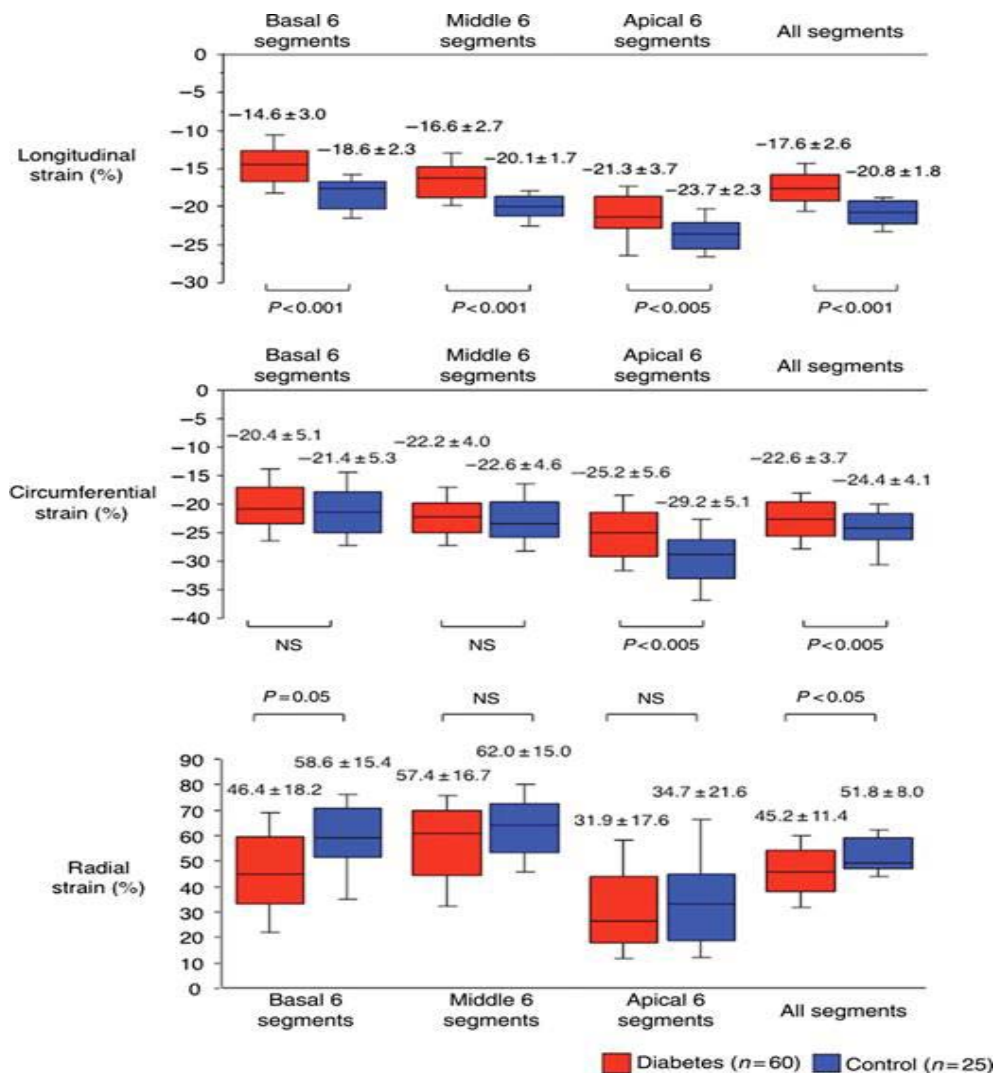 Basal 6 segments
Middle 6 segments
Apical 6 segments
All segments
Longitudinal strain (%)
0
−5
−10
−15
−20
−25
−30
−14.6±3.0
−18.6±2.3
−16.6±2.7
−20.1±1.7
−21.3±3.7
−23.7±2.3
−17.6±2.6
−20.8±1.8
P<0.001
P<0.001
P<0.005
P<0.001
Basal 6 segments
Middle 6 segments
Apical 6 segments
All segments
Circumferential strain (%)
0
−5
−10
−15
−20
−25
−30
−35
−40
−20.4±5.1
−21.4±5.3
−22.2±4.0
−22.6±4.6
−25.2±5.6
−29.2±5.1
−22.6±3.7
−24.4±4.1
NS
NS
P<0.005
P<0.005
P=0.05
NS
NS
P<0.05
Radial strain (%)
90
80
70
60
50
40
30
20
10
0
46.4±18.2
58.6±15.4
57.4±16.7
62.0±15.0
31.9±17.6
34.7±21.6
45.2±11.4
51.8±8.0
Basal 6 segments
Middle 6 segments
Apical 6 segments
All segments
Diabetes (n=60)
Control (n=25)